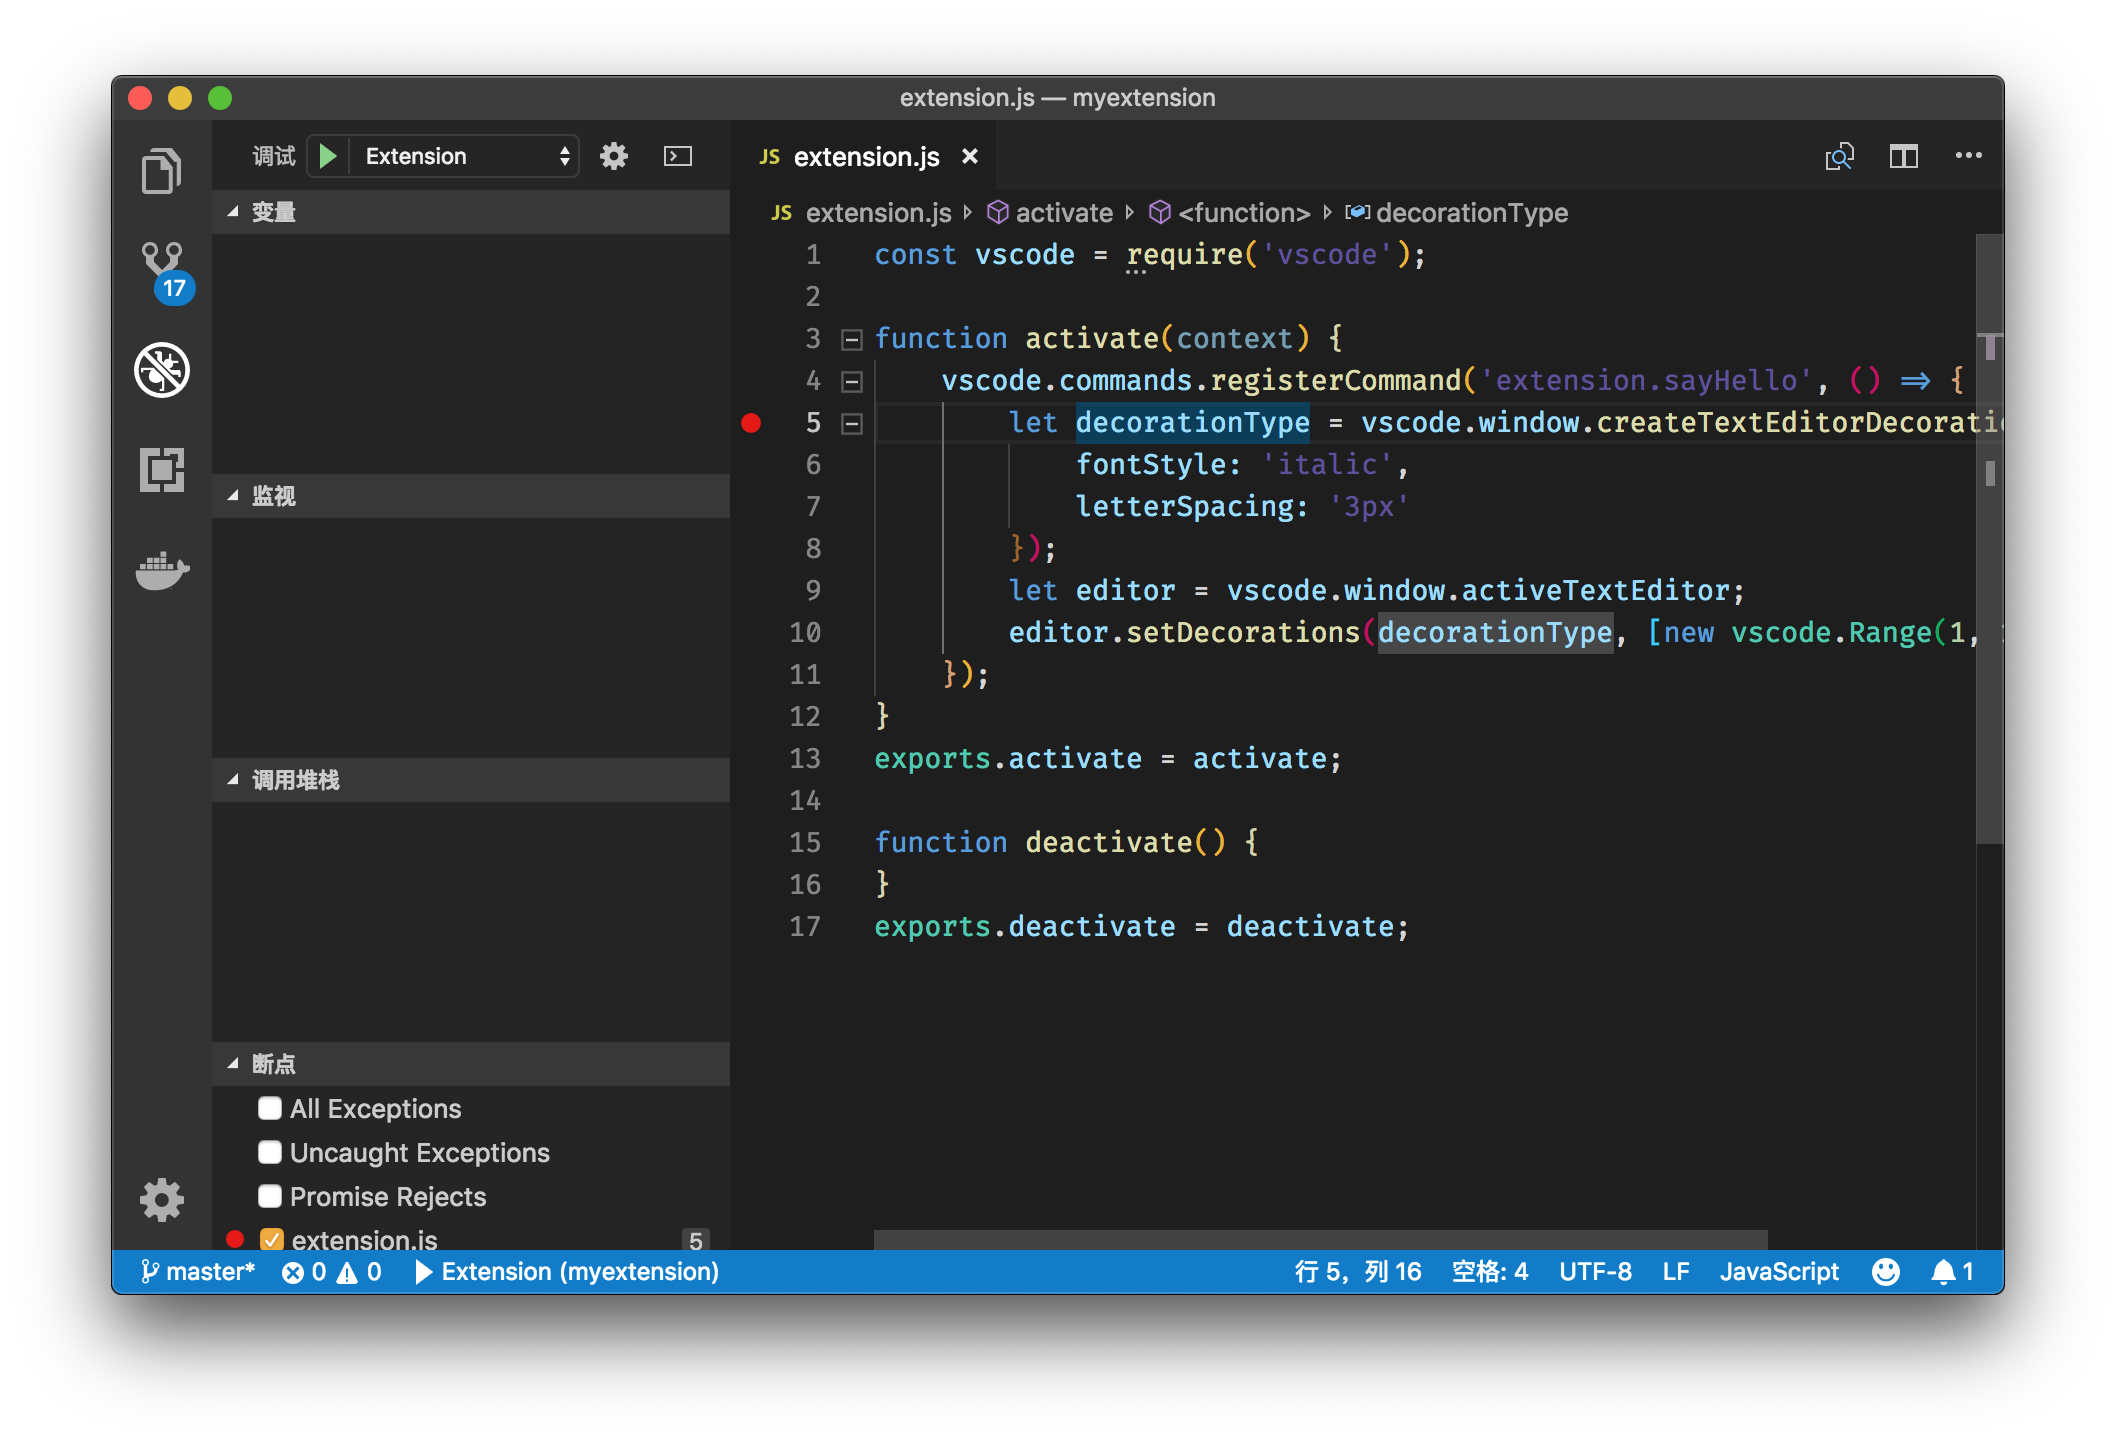 extension.js — myextension
调试 Extension
17
变量
监视
调用堆栈
断点
All Exceptions
Uncaught Exceptions
Promise Rejects
extension.js 5
JS extension.js ×
JS extension.js activate <function> decorationType
1 const vscode = require('vscode');
2
3 function activate(context) {
4 vscode.commands.registerCommand('extension.sayHello', () => {
5 let decorationType = vscode.window.createTextEditorDecorati
6 fontStyle: 'italic',
7 letterSpacing: '3px'
8 });
9 let editor = vscode.window.activeTextEditor;
10 editor.setDecorations(decorationType, [new vscode.Range(1,
11 });
12 }
13 exports.activate = activate;
14
15 function deactivate() {
16 }
17 exports.deactivate = deactivate;
master* 0 0 Extension (myextension) 行 5，列 16 空格: 4 UTF-8 LF JavaScript 1